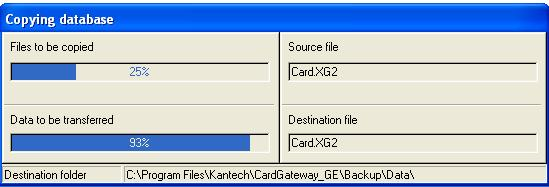 Copying database
Files to be copied
25%
Source file
Card.XG2
Data to be transferred
93%
Destination file
Card.XG2
Destination folder
C:\Program Files\Kantech\CardGateway_GE\Backup\Data\